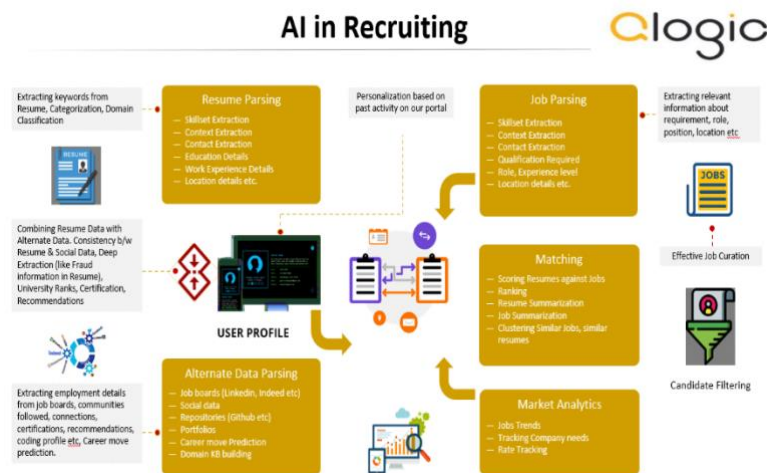 AI in Recruiting
Qlogic
Extracting keywords from
Resume, Categorization, Domain
Classification
RESUME
Resume Parsing
— Skillset Extraction
— Context Extraction
— Contact Extraction
— Education Details
— Work Experience Details
— Location details etc.
Personalization based on
past activity on our portal
Job Parsing
— Skillset Extraction
— Context Extraction
— Contact Extraction
— Qualification Required
— Role, Experience level
— Location details etc.
Extracting relevant
information about
requirement, role,
position, location etc
JOBS
Combining Resume Data with
Alternate Data. Consistency b/w
Resume & Social Data, Deep
Extraction (like Fraud
information in Resume),
University Ranks, Certification,
Recommendations
USER PROFILE
Matching
— Scoring Resumes against Jobs
— Ranking
— Resume Summarization
— Job Summarization
— Clustering Similar Jobs, similar
resumes
Effective Job Curation
Candidate Filtering
Extracting employment details
from job boards, communities
followed, connections,
certifications, recommendations,
coding profile etc, Career move
prediction.
Alternate Data Parsing
— Job boards (Linkedin, Indeed etc)
— Social data
— Repositories (Github etc)
— Portfolios
— Career move Prediction
— Domain KB building
Market Analytics
— Jobs Trends
— Tracking Company needs
— Rate Tracking